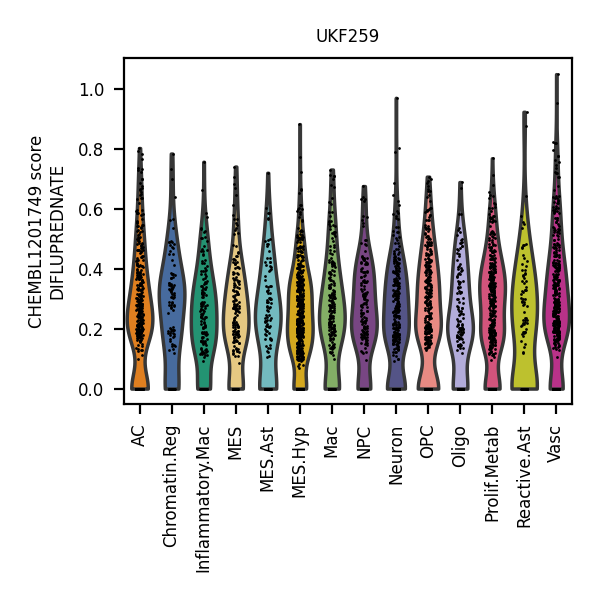 UKF259
CHEMBL1201749 score
DIFLUPREDNATE
1.0
0.8
0.6
0.4
0.2
0.0
AC
Chromatin.Reg
Inflammatory.Mac
MES
MES.Ast
MES.Hyp
Mac
NPC
Neuron
OPC
Oligo
Prolif.Metab
Reactive.Ast
Vasc